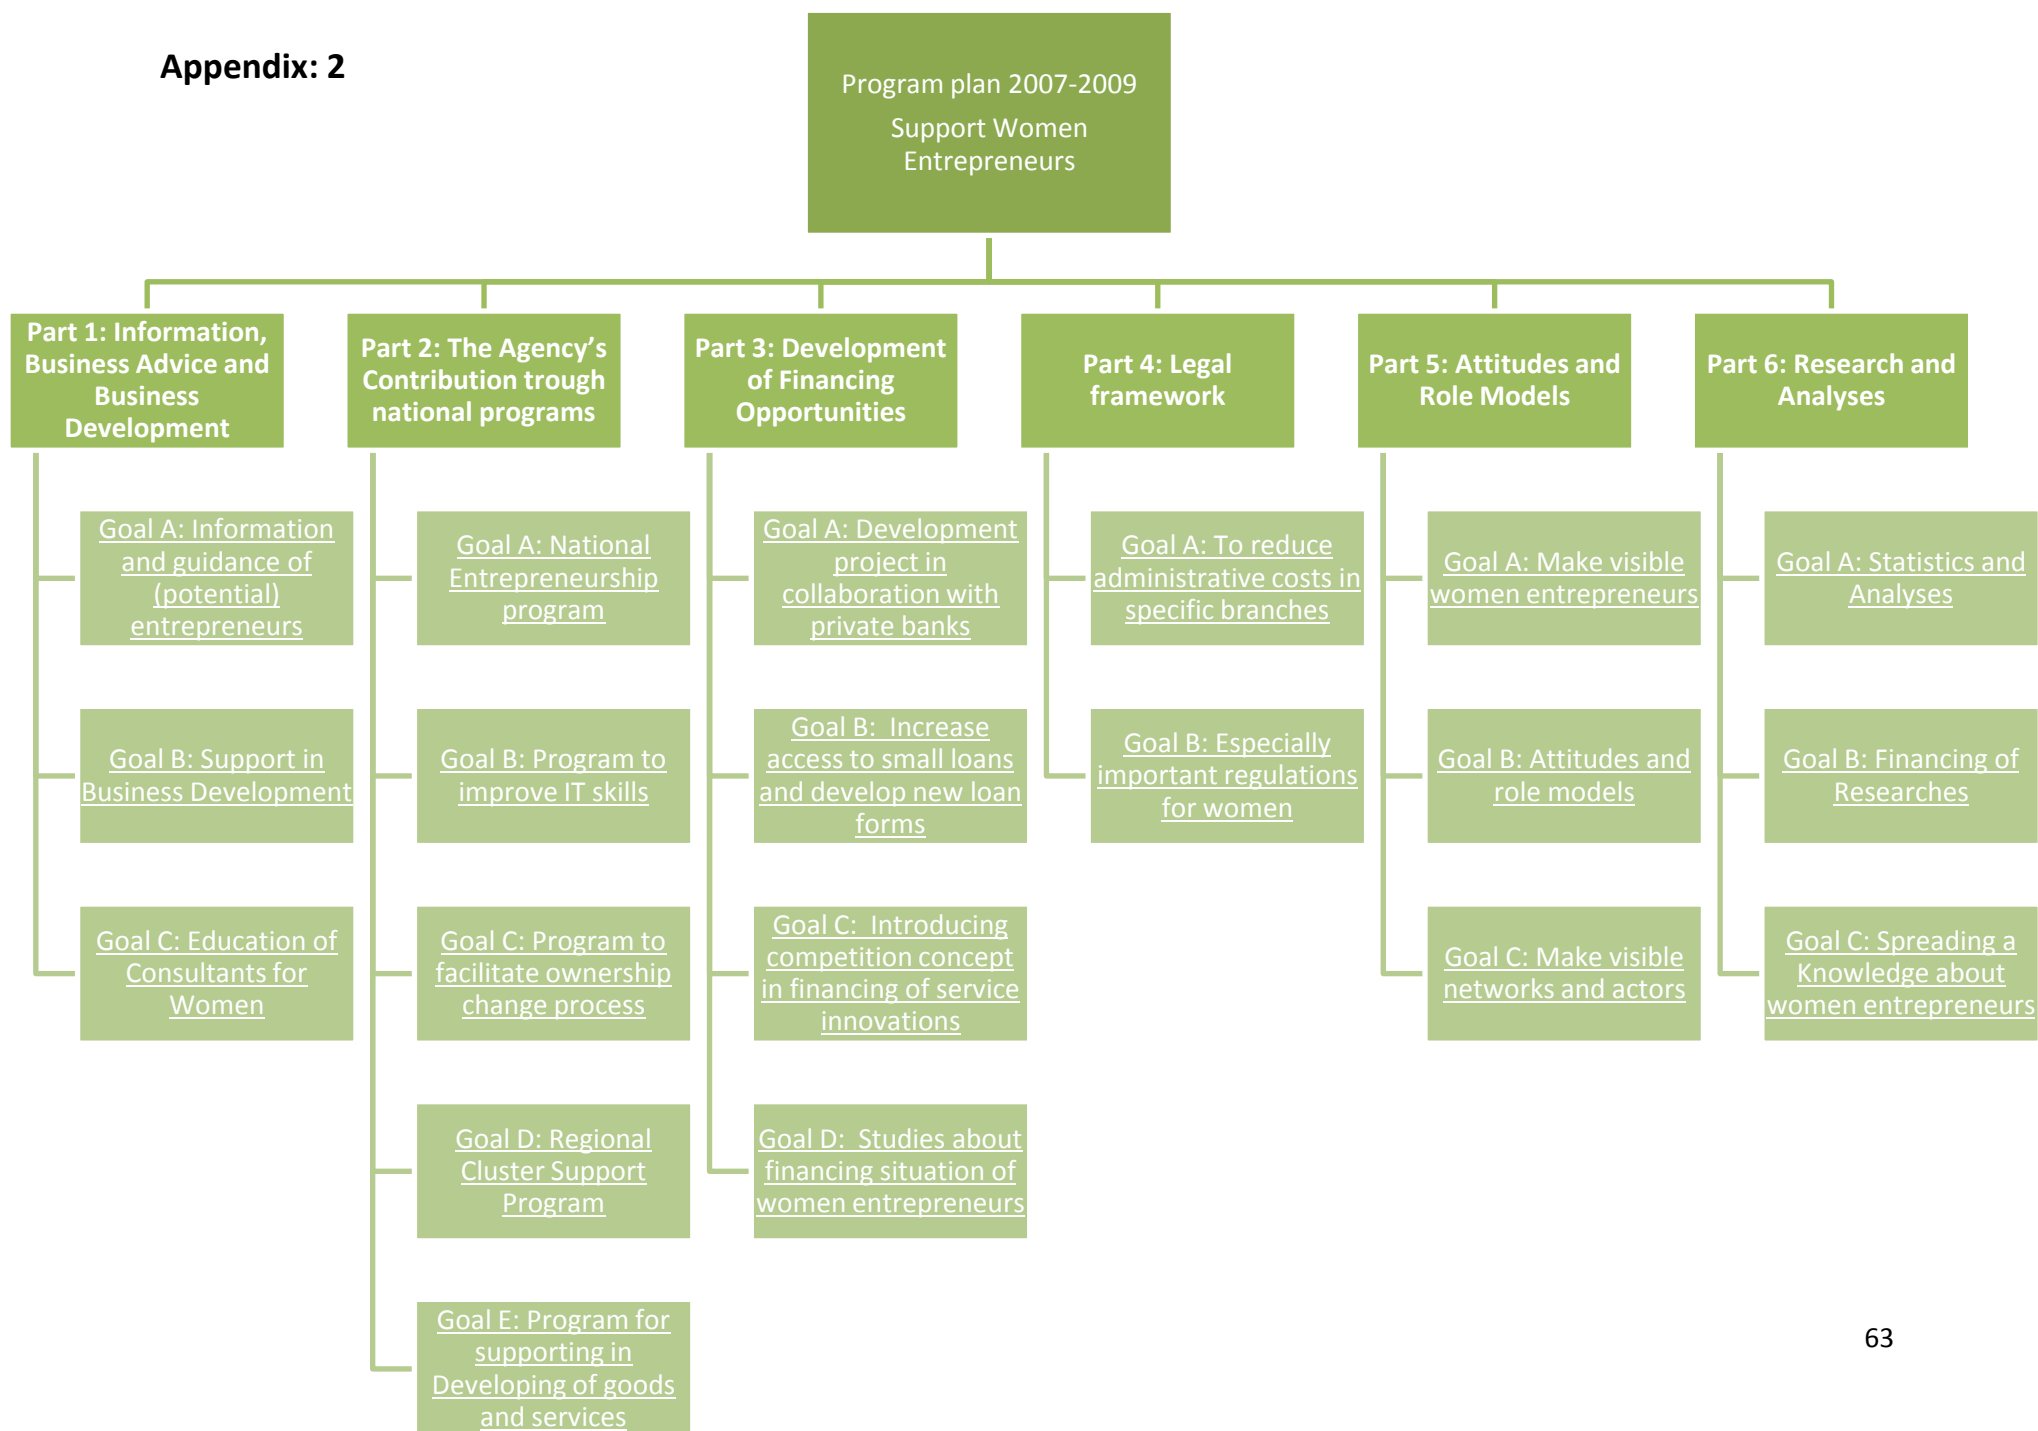 Appendix: 2
Program plan 2007-2009
Support Women
Entrepreneurs
Part 1: Information,
Business Advice and
Business
Development
Goal A: Information
and guidance of
(potential)
entrepreneurs
Goal B: Support in
Business Development
Goal C: Education of
Consultants for
Women
Part 2: The Agency’s
Contribution trough
national programs
Goal A: National
Entrepreneurship
program
Goal B: Program to
improve IT skills
Goal C: Program to
facilitate ownership
change process
Goal D: Regional
Cluster Support
Program
Goal E: Program for
supporting in
Developing of goods
and services
Part 3: Development
of Financing
Opportunities
Goal A: Development
project in
collaboration with
private banks
Goal B:  Increase
access to small loans
and develop new loan
forms
Goal C:  Introducing
competition concept
in financing of service
innovations
Goal D:  Studies about
financing situation of
women entrepreneurs
Part 4: Legal
framework
Goal A: To reduce
administrative costs in
specific branches
Goal B: Especially
important regulations
for women
Part 5: Attitudes and
Role Models
Goal A: Make visible
women entrepreneurs
Goal B: Attitudes and
role models
Goal C: Make visible
networks and actors
Part 6: Research and
Analyses
Goal A: Statistics and
Analyses
Goal B: Financing of
Researches
Goal C: Spreading a
Knowledge about
women entrepreneurs
63